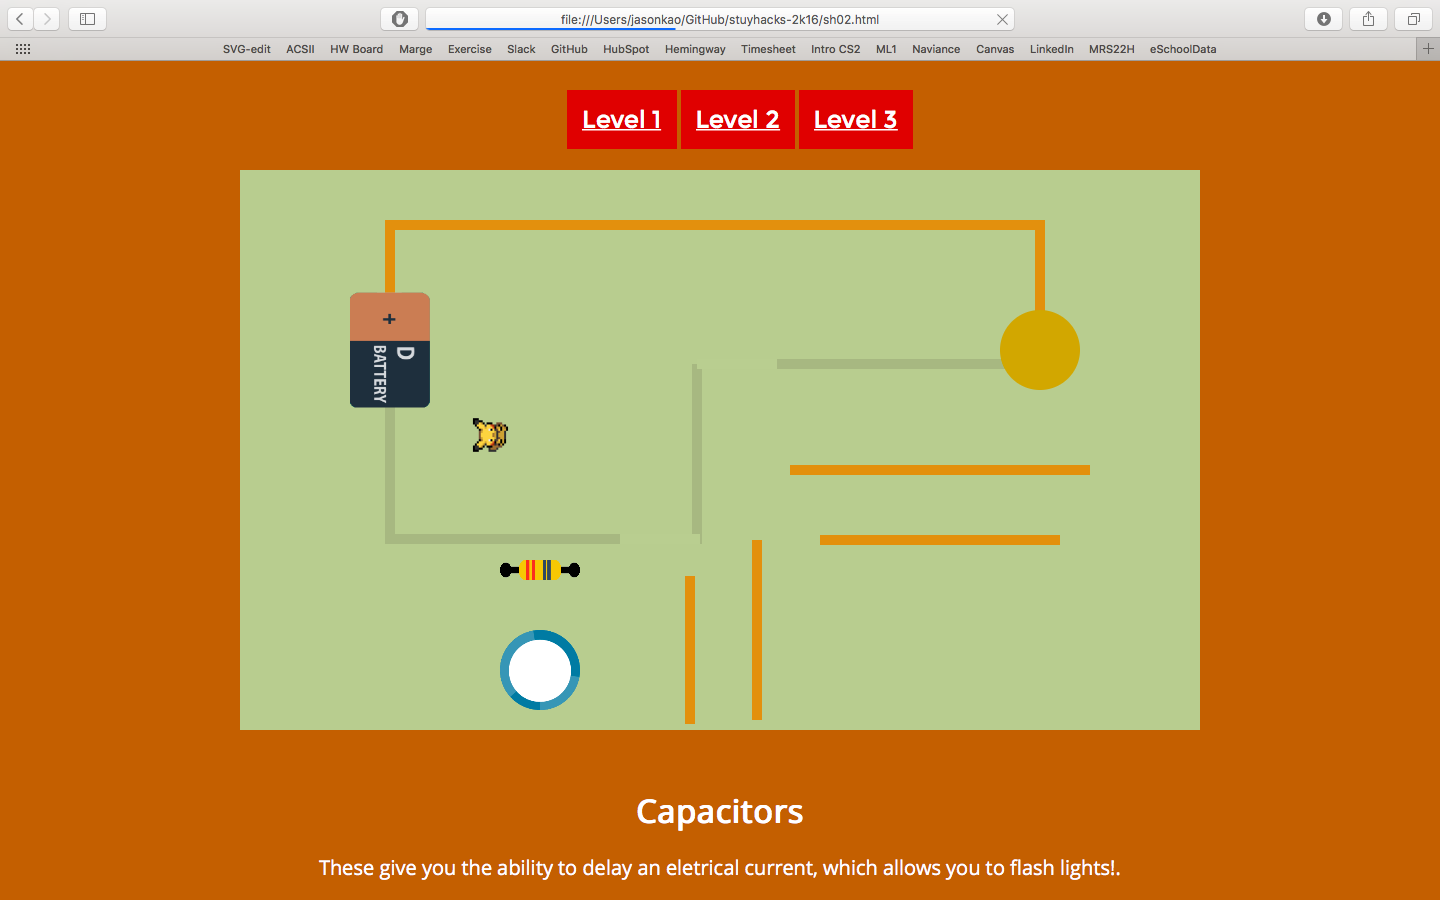 file:///Users/jasonkao/GitHub/stuyhacks-2k16/sh02.html
SVG-edit ACSII HW Board Marge Exercise Slack GitHub HubSpot Hemingway Timesheet Intro CS2 ML1 Naviance Canvas LinkedIn MRS22H eSchoolData
Level 1 Level 2 Level 3
+
D
BATTERY
Capacitors
These give you the ability to delay an eletrical current, which allows you to flash lights!.